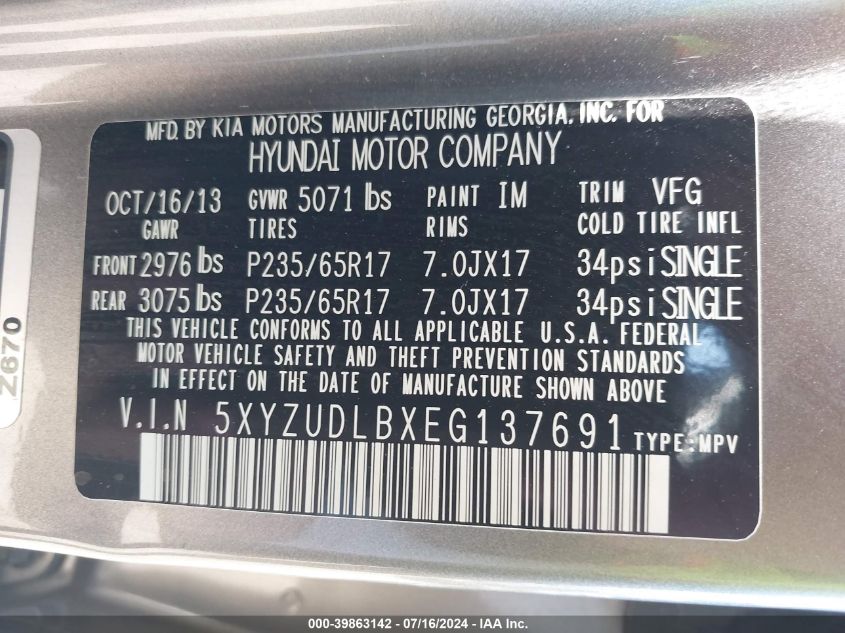 MFD. BY KIA MOTORS MANUFACTURING GEORGIA, INC. FOR
HYUNDAI MOTOR COMPANY
OCT/16/13 GVWR 5071 lbs PAINT IM TRIM VFG
GAWR TIRES RIMS COLD TIRE INFL
FRONT 2976 lbs P235/65R17 7.0JX17 34psi SINGLE
REAR 3075 lbs P235/65R17 7.0JX17 34psi SINGLE
THIS VEHICLE CONFORMS TO ALL APPLICABLE U.S.A. FEDERAL
MOTOR VEHICLE SAFETY AND THEFT PREVENTION STANDARDS
IN EFFECT ON THE DATE OF MANUFACTURE SHOWN ABOVE
V.I.N 5XYZUDLBXEG137691 TYPE:MPV
Z670
000-39863142 - 07/16/2024 - IAA Inc.